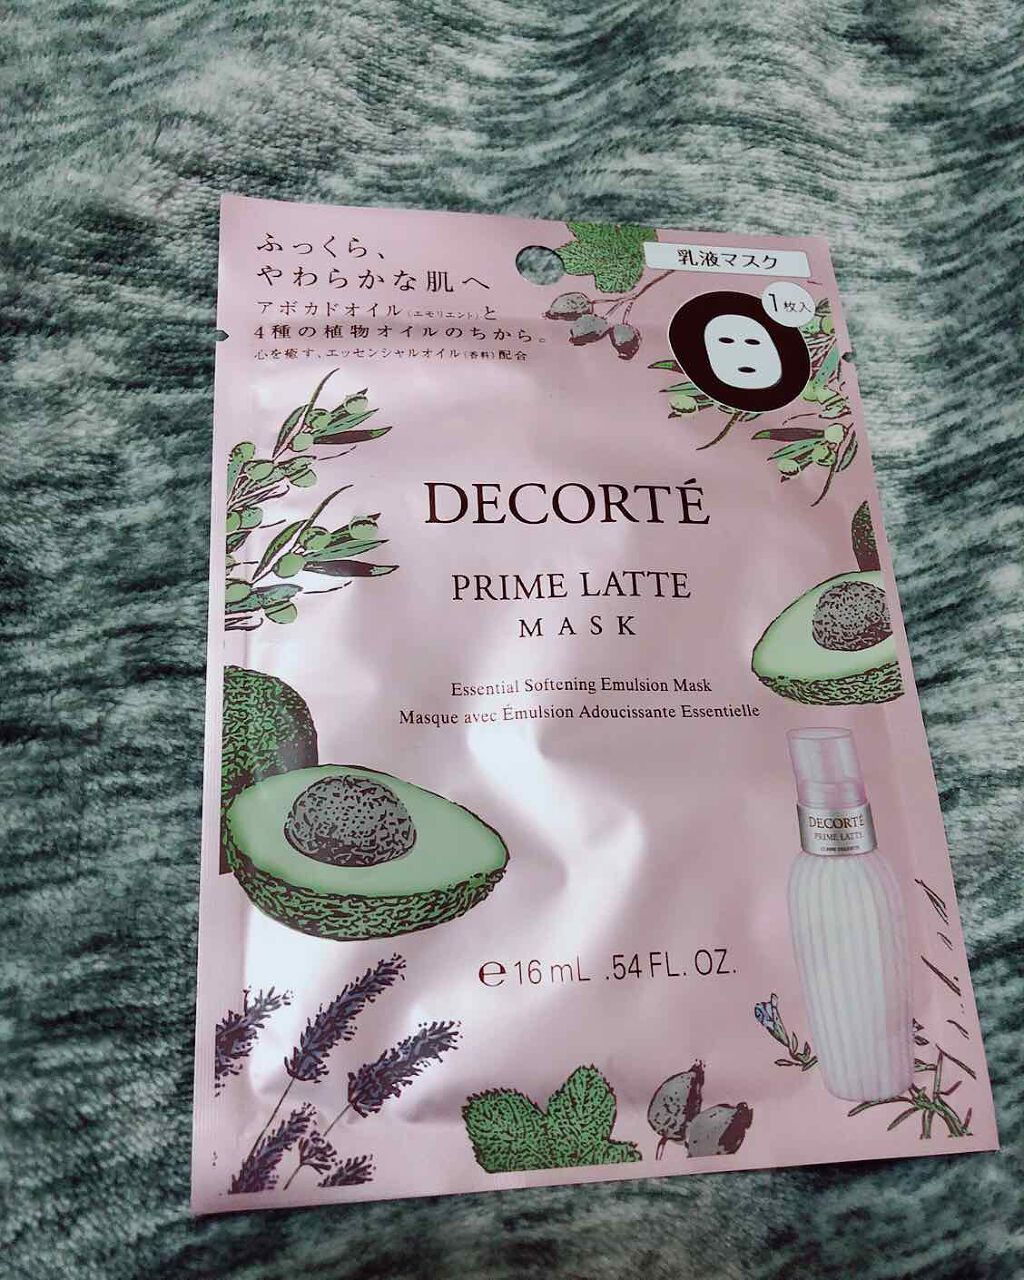 ふっくら、
やわらかな肌へ
アボカドオイル(エモリエント)と
4種の植物オイルのちから。
心を癒す、エッセンシャルオイル(香料)配合
乳液マスク
1枚入
DECORTÉ
PRIME LATTE
MASK
Essential Softening Emulsion Mask
Masque avec Émulsion Adoucissante Essentielle
DECORTÉ
PRIME LATTE
℮16 mL .54 FL. OZ.